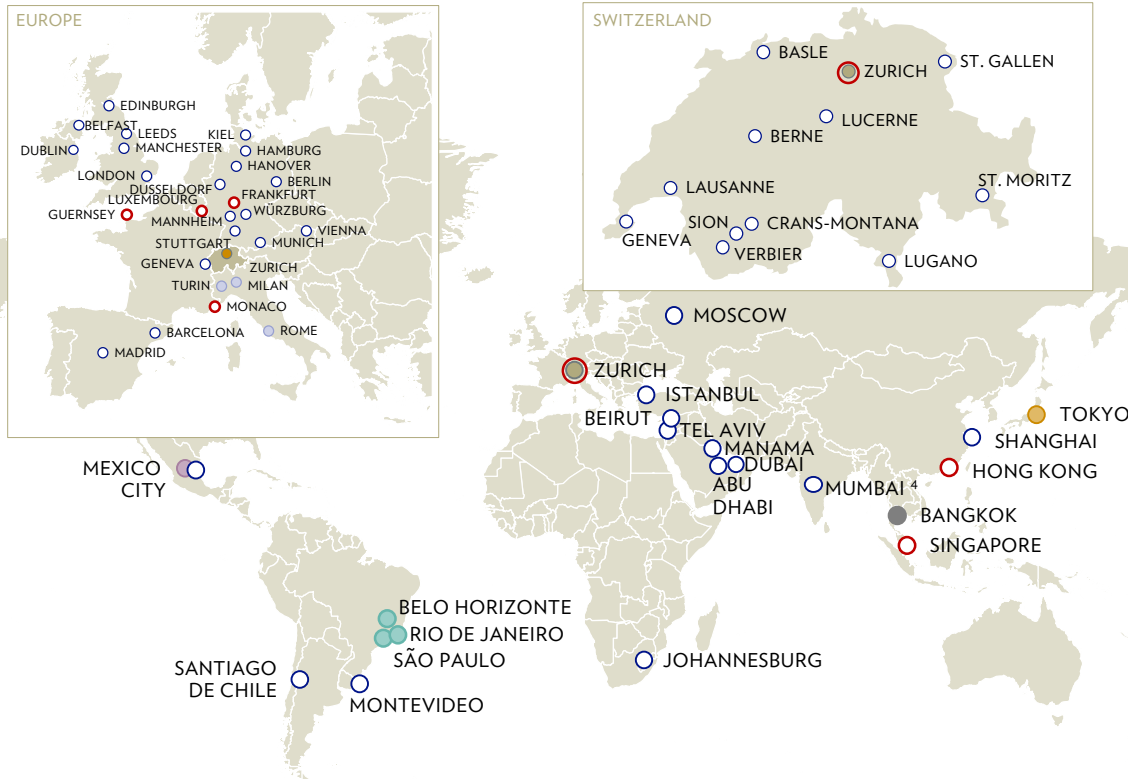 EUROPE
EDINBURGH
BELFAST
LEEDS
DUBLIN
MANCHESTER
LONDON
KIEL
HAMBURG
HANOVER
BERLIN
DÜSSELDORF
FRANKFURT
LUXEMBOURG
GUERNSEY
WÜRZBURG
MANNHEIM
VIENNA
STUTTGART
MUNICH
GENEVA
ZURICH
TURIN
MILAN
MONACO
BARCELONA
ROME
MADRID
SWITZERLAND
BASLE
ST. GALLEN
ZURICH
LUCERNE
BERNE
ST. MORITZ
LAUSANNE
SION
CRANS-MONTANA
GENEVA
VERBIER
LUGANO
MOSCOW
ZURICH
ISTANBUL
BEIRUT
TEL AVIV
MANAMA
DUBAI
ABU
DHABI
MUMBAI 4
TOKYO
SHANGHAI
HONG KONG
BANGKOK
SINGAPORE
MEXICO
CITY
BELO HORIZONTE
RIO DE JANEIRO
SÃO PAULO
SANTIAGO
DE CHILE
MONTEVIDEO
JOHANNESBURG